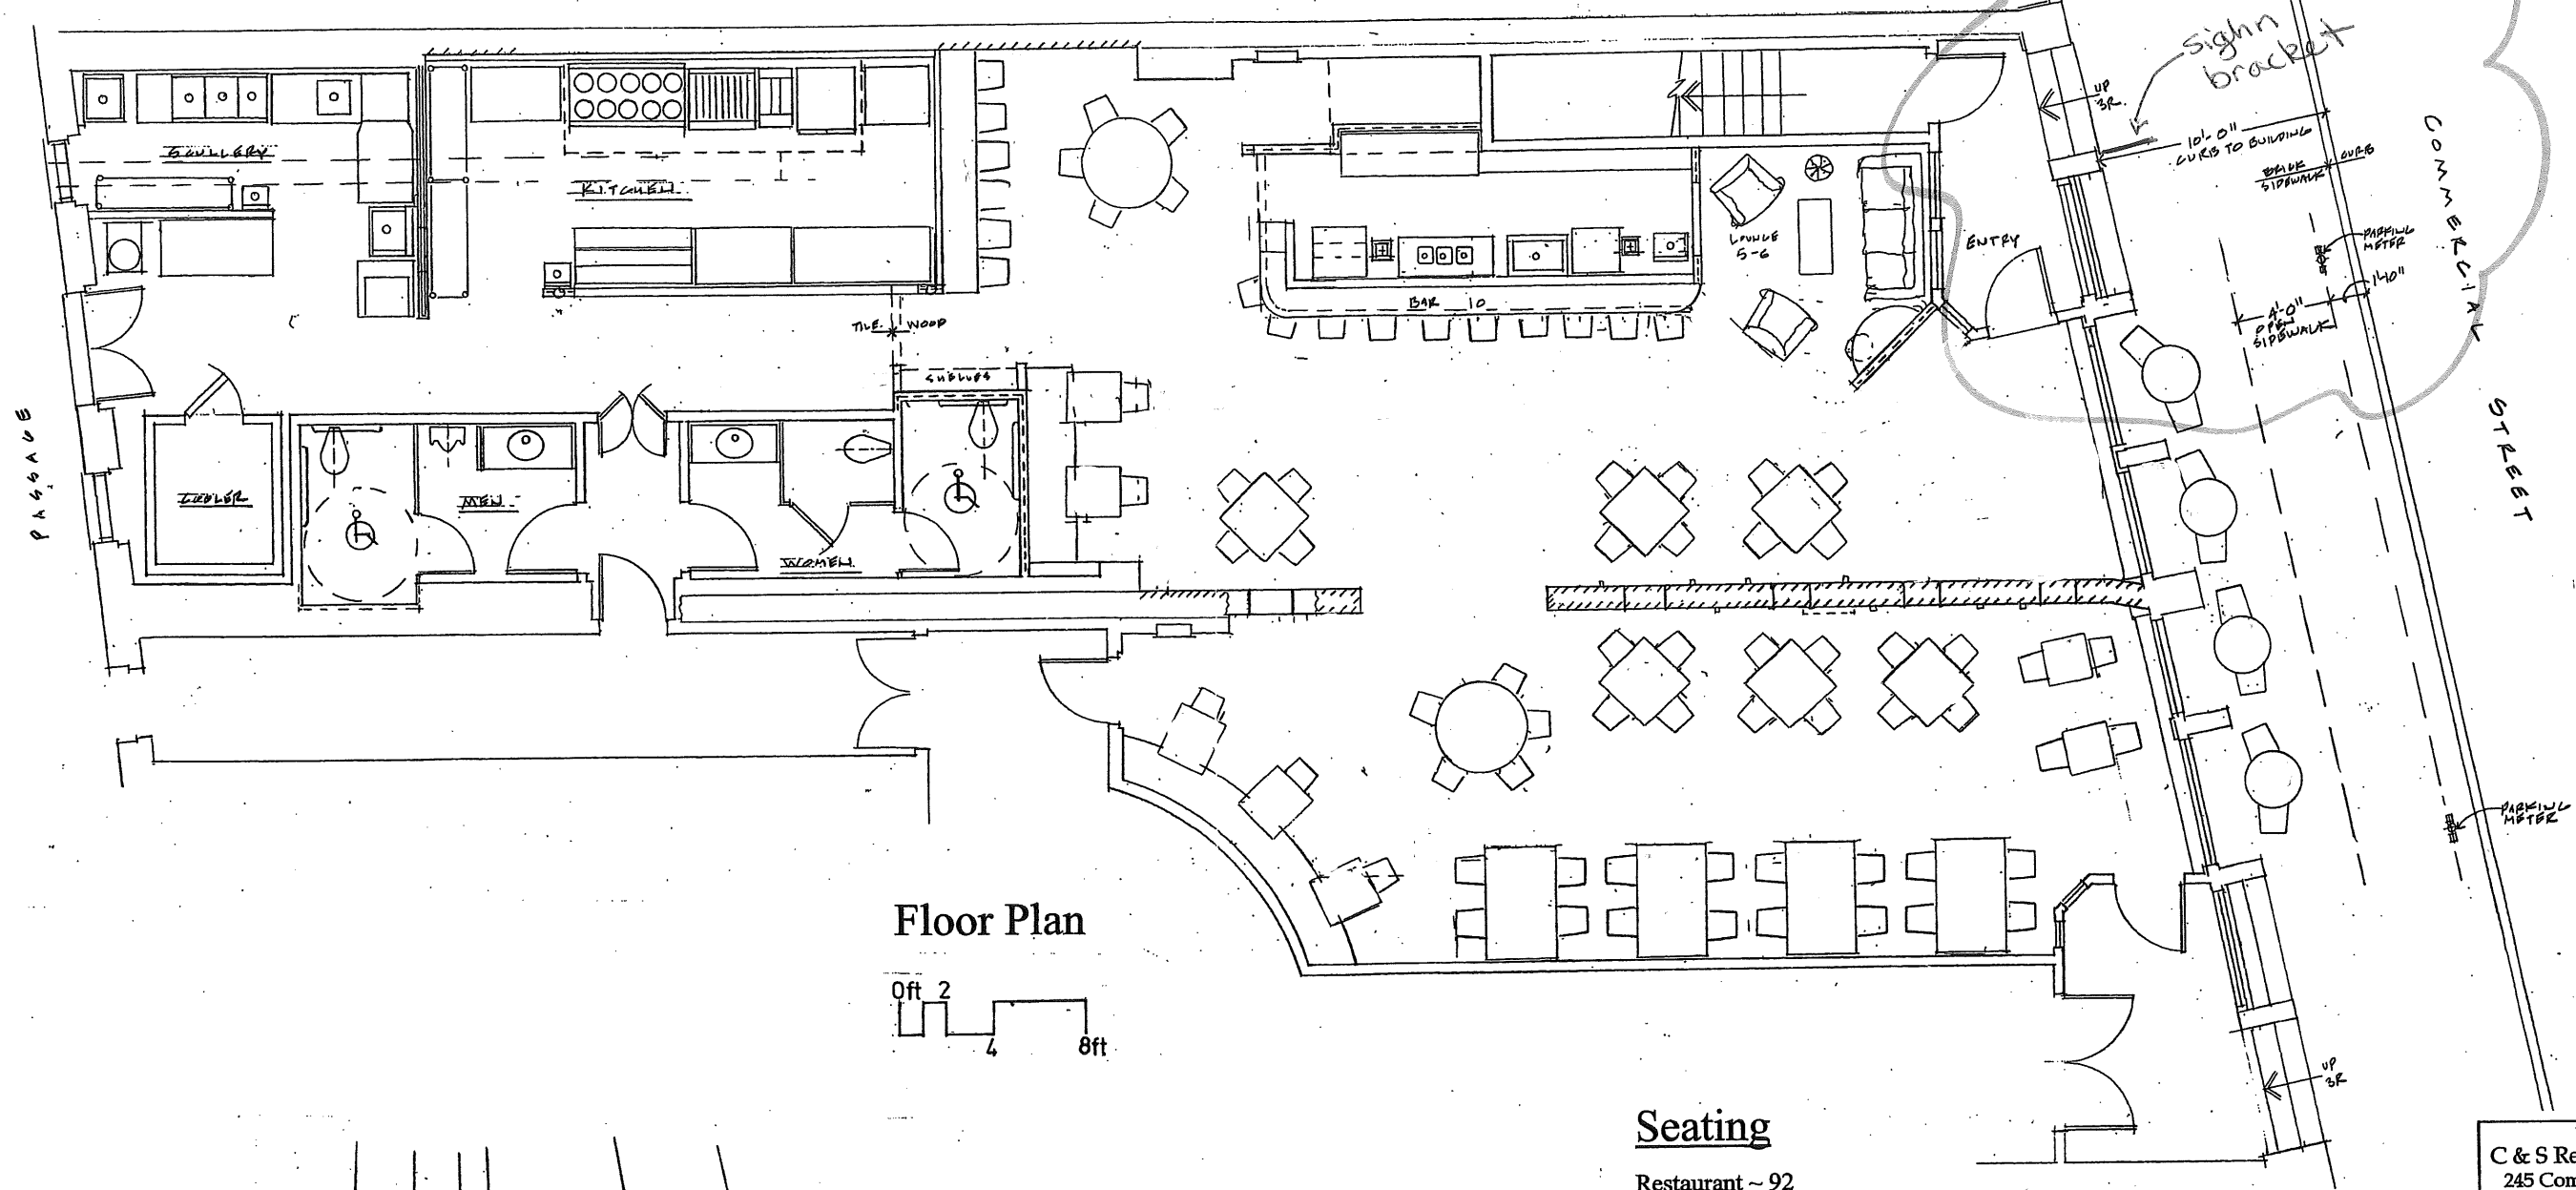 sighn
bracket
UP
3R.
10'-0"
CURB TO BUILDING
BRICK
SIDEWALK
CURB
COMMERCIAL
STREET
SCULLERY
KITCHEN
LOUNGE
5-6
ENTRY
PARKING
METER
1'-10"
4'-0"
OPEN
SIDEWALK
BAR 10
TILE
WOOD
SHELVES
PASSAGE
COOLER
MEN
WOMEN
PARKING
METER
Floor Plan
0ft 2
4 8ft
UP
3R
Seating
Restaurant ~ 92
C & S Re
245 Com